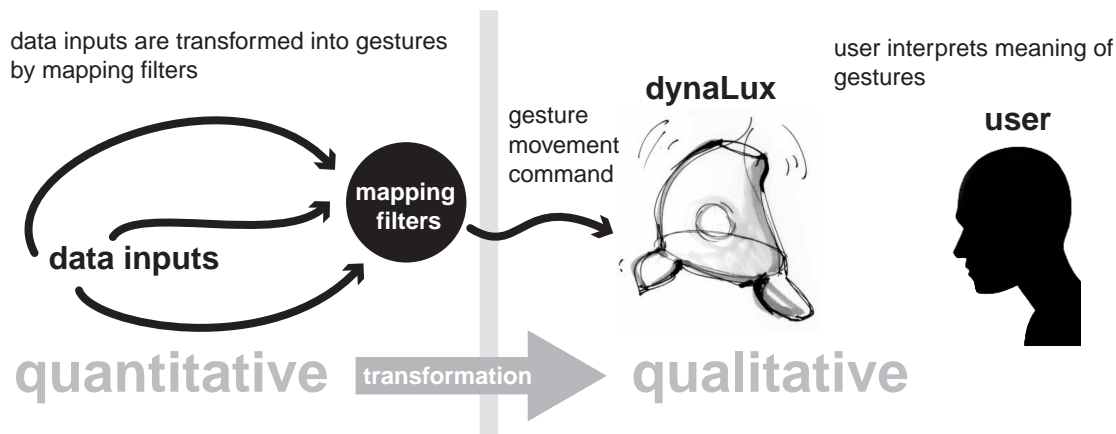 data inputs are transformed into gestures
by mapping filters
data inputs
mapping
filters
gesture
movement
command
dynaLux
user interprets meaning of
gestures
user
quantitative
transformation
qualitative